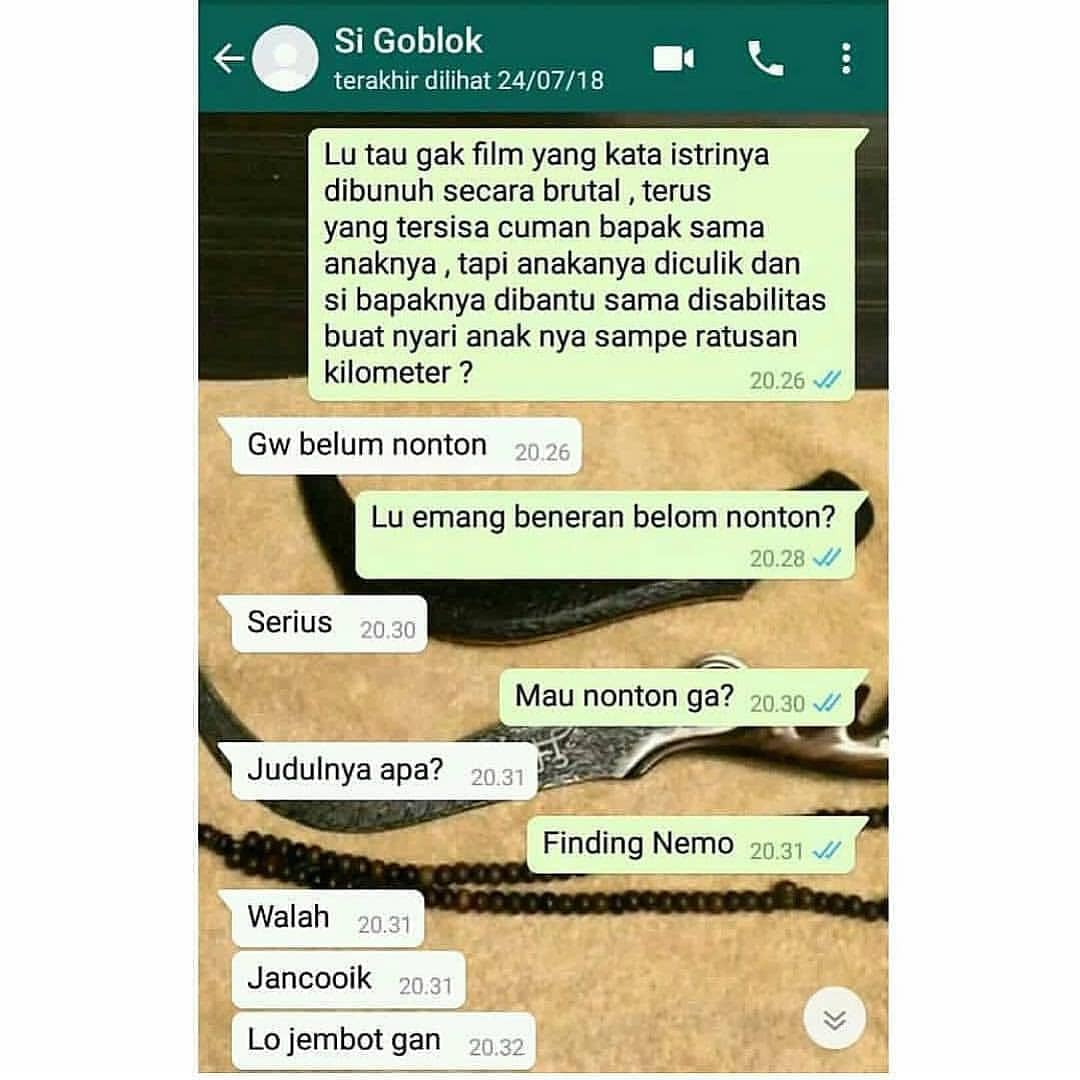 Si Goblok
terakhir dilihat 24/07/18
Lu tau gak film yang kata istrinya
dibunuh secara brutal , terus
yang tersisa cuman bapak sama
anaknya , tapi anakanya diculik dan
si bapaknya dibantu sama disabilitas
buat nyari anak nya sampe ratusan
kilometer ?
20.26
Gw belum nonton 20.26
Lu emang beneran belom nonton?
20.28
Serius 20.30
Mau nonton ga? 20.30
Judulnya apa? 20.31
Finding Nemo 20.31
Walah 20.31
Jancooik 20.31
Lo jembot gan 20.32